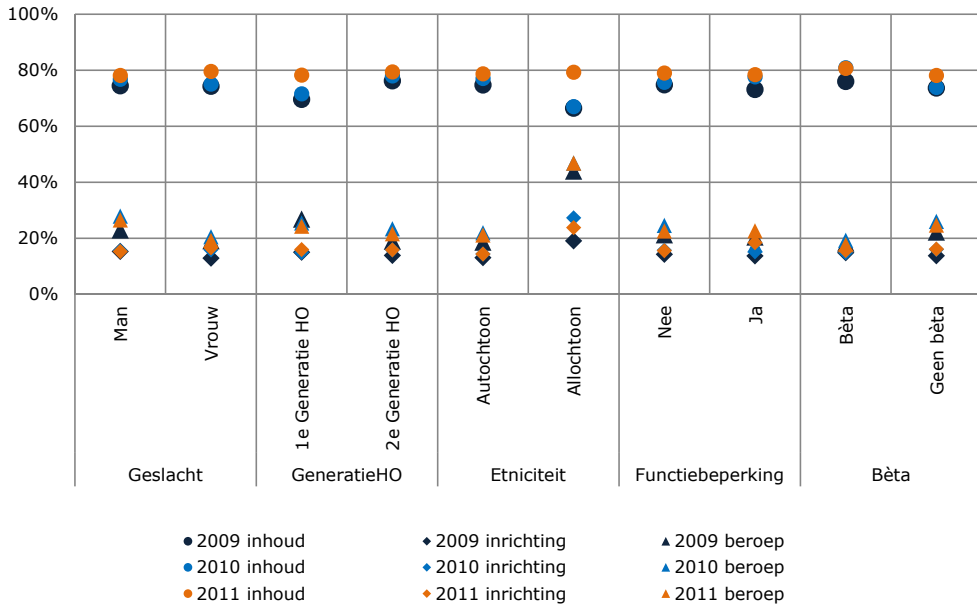 100%
80%
60%
40%
20%
0%
Man
Vrouw
1e Generatie HO
2e Generatie HO
Autochtoon
Allochtoon
Nee
Ja
Bèta
Geen bèta
Geslacht
GeneratieHO
Etniciteit
Functiebeperking
Bèta
2009 inhoud
2009 inrichting
2009 beroep
2010 inhoud
2010 inrichting
2010 beroep
2011 inhoud
2011 inrichting
2011 beroep